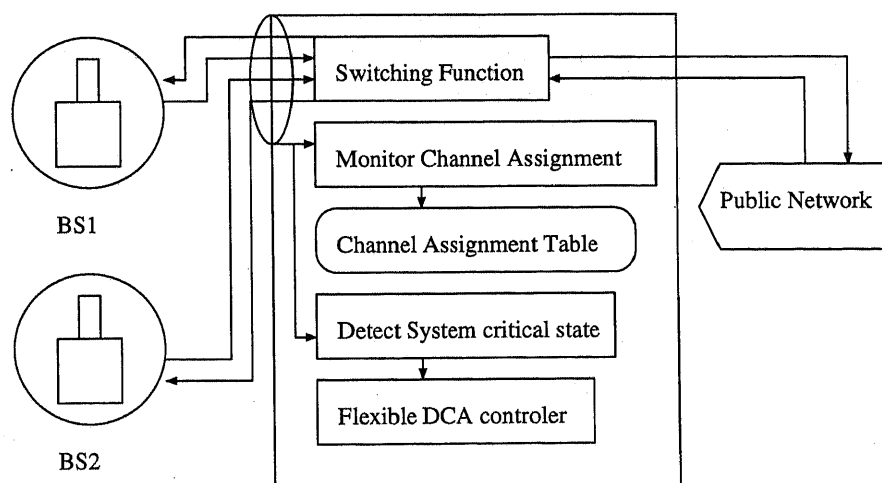 Switching Function
Monitor Channel Assignment
Public Network
BS1
Channel Assignment Table
Detect System critical state
Flexible DCA controler
BS2